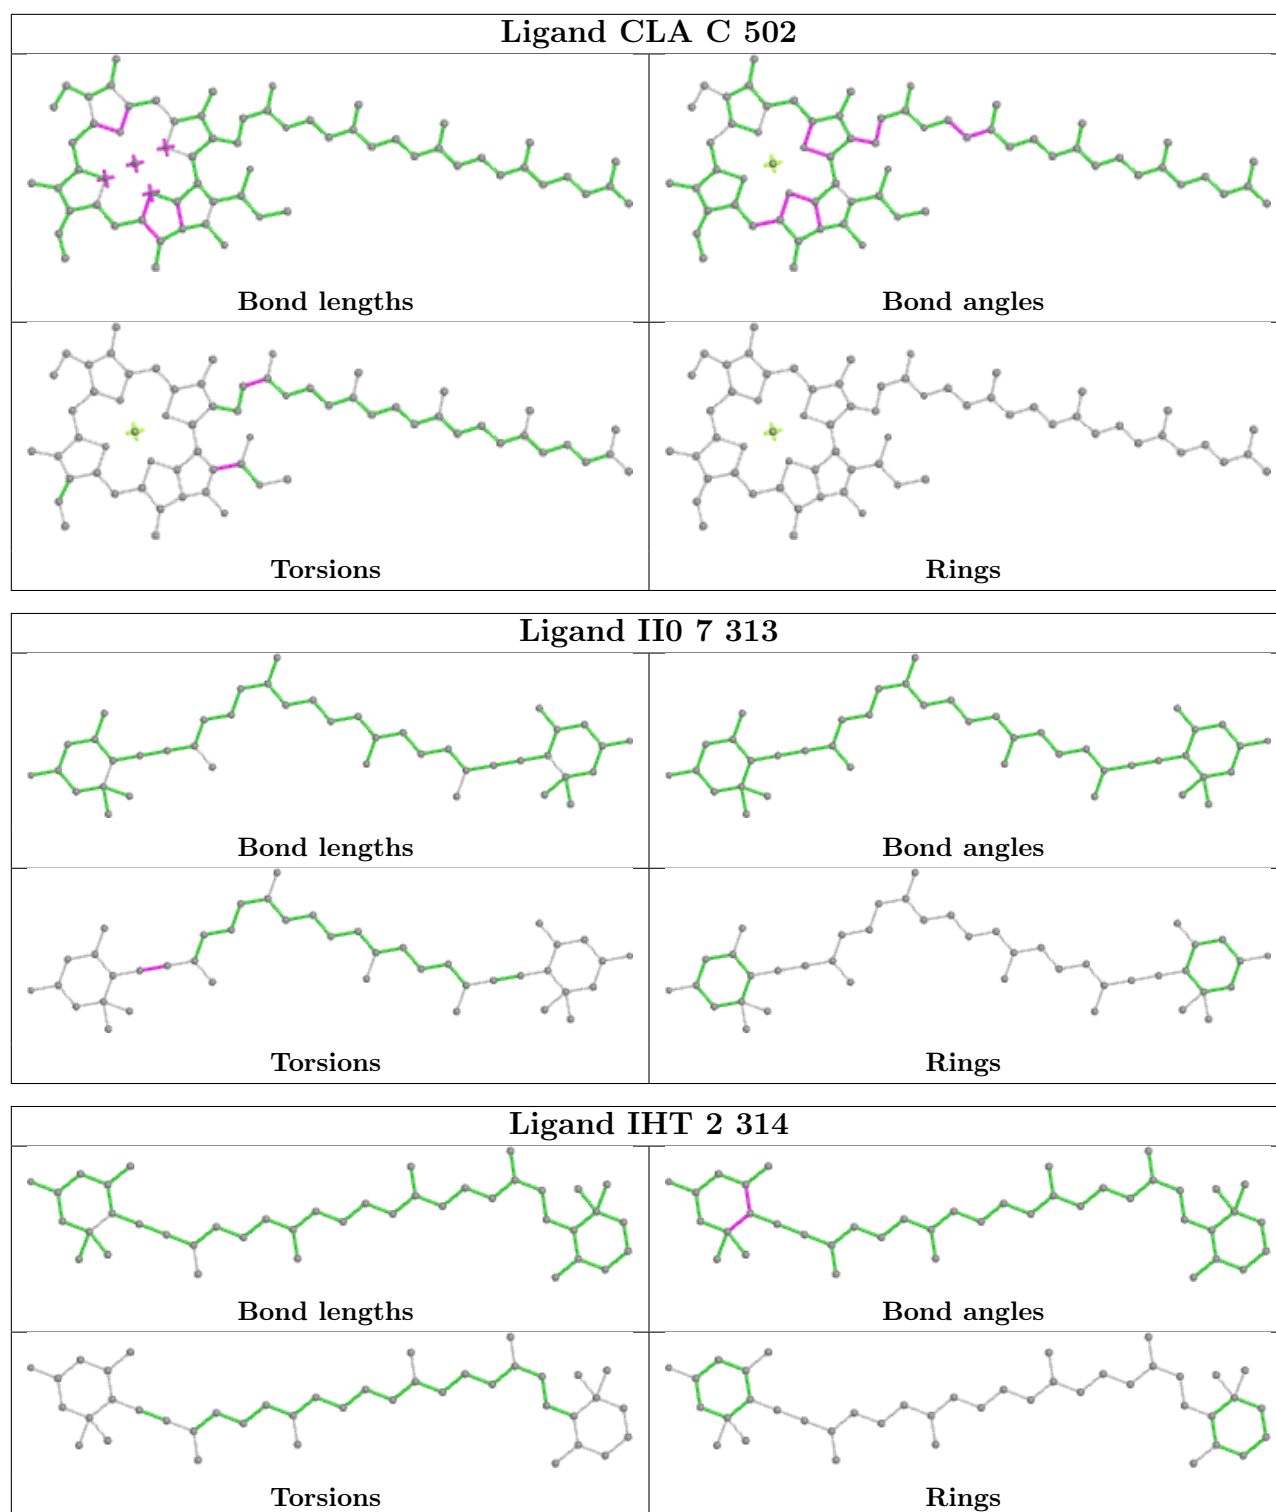 Ligand CLA C 502
Bond lengths
Bond angles
Torsions
Rings
Ligand II0 7 313
Bond lengths
Bond angles
Torsions
Rings
Ligand IHT 2 314
Bond lengths
Bond angles
Torsions
Rings